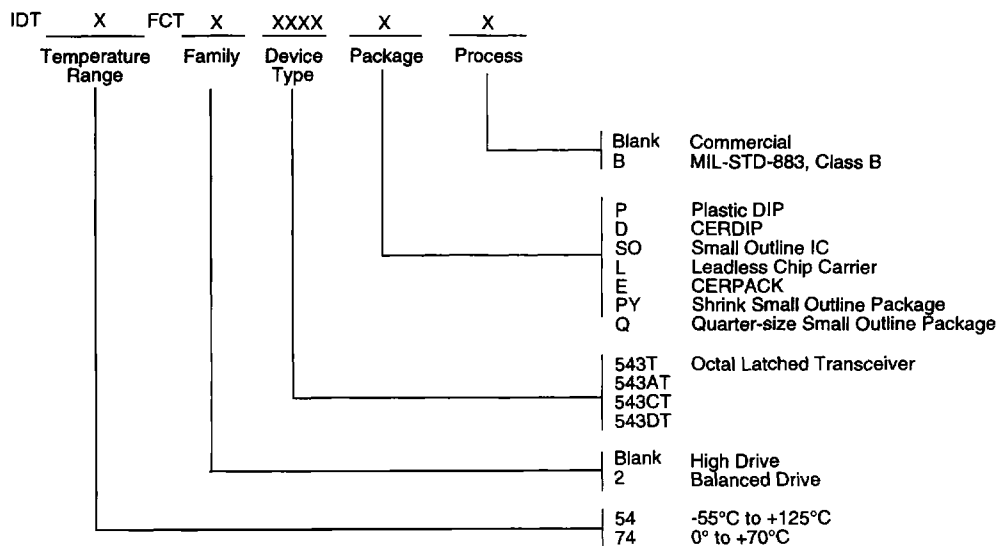 IDT X FCT X XXXX X X
Temperature Range Family Device Type Package Process
Blank Commercial
B MIL-STD-883, Class B
P Plastic DIP
D CERDIP
SO Small Outline IC
L Leadless Chip Carrier
E CERPACK
PY Shrink Small Outline Package
Q Quarter-size Small Outline Package
543T Octal Latched Transceiver
543AT
543CT
543DT
Blank High Drive
2 Balanced Drive
54 -55°C to +125°C
74 0° to +70°C